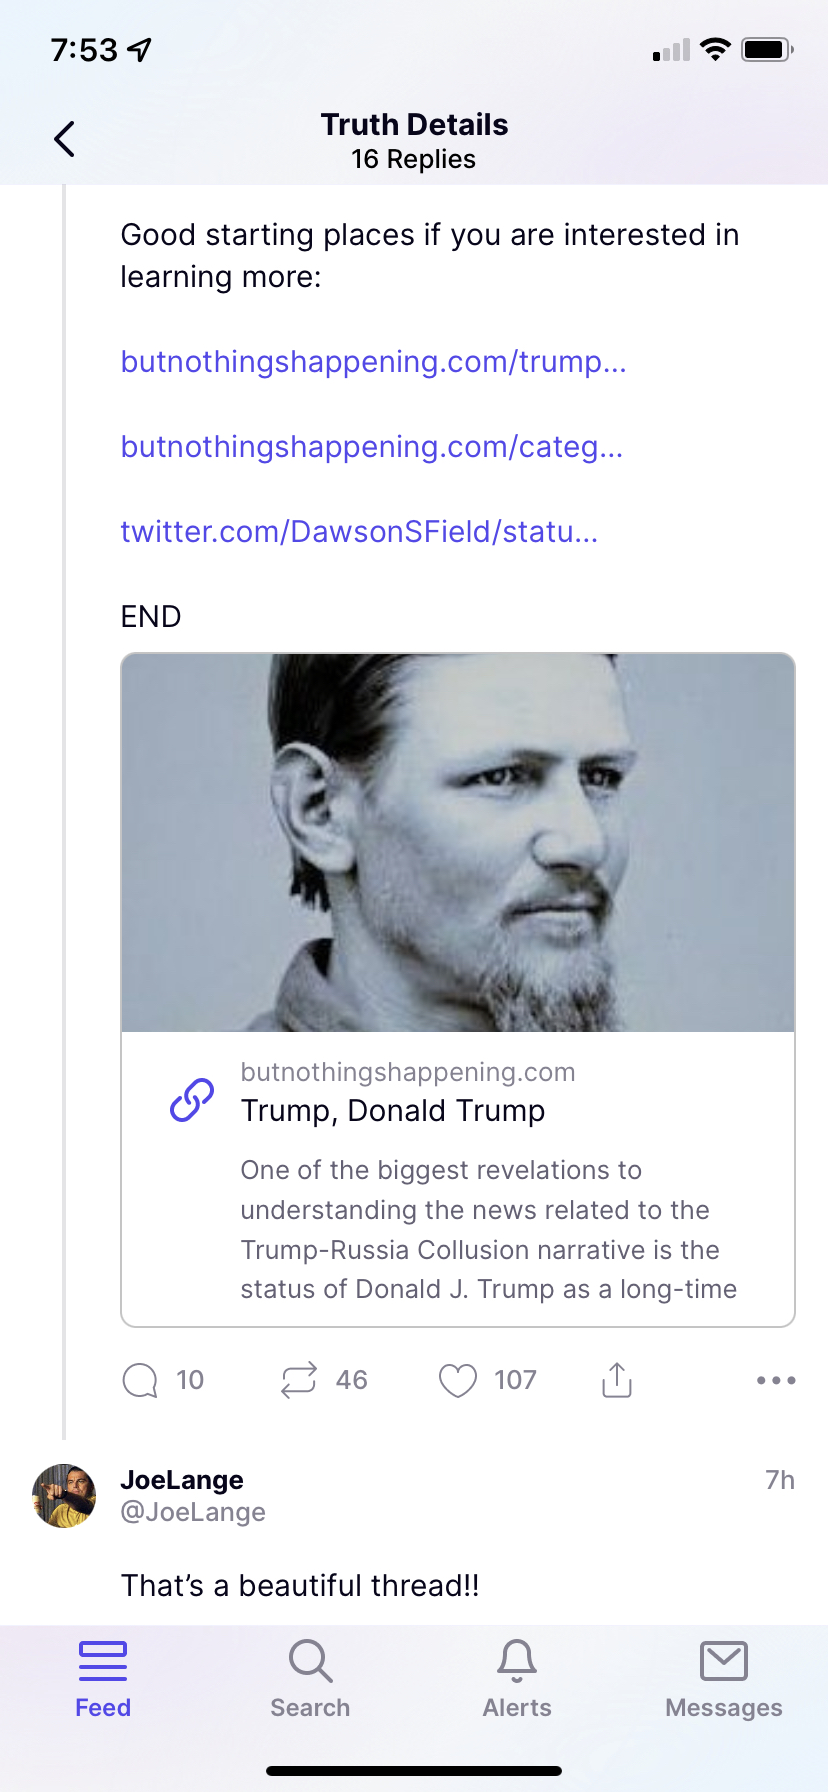 7:53
Truth Details
16 Replies
Good starting places if you are interested in
learning more:
butnothingshappening.com/trump...
butnothingshappening.com/categ...
twitter.com/DawsonSField/statu...
END
butnothingshappening.com
Trump, Donald Trump
One of the biggest revelations to
understanding the news related to the
Trump-Russia Collusion narrative is the
status of Donald J. Trump as a long-time
10 46 107
JoeLange 7h
@JoeLange
That’s a beautiful thread!!
Feed Search Alerts Messages